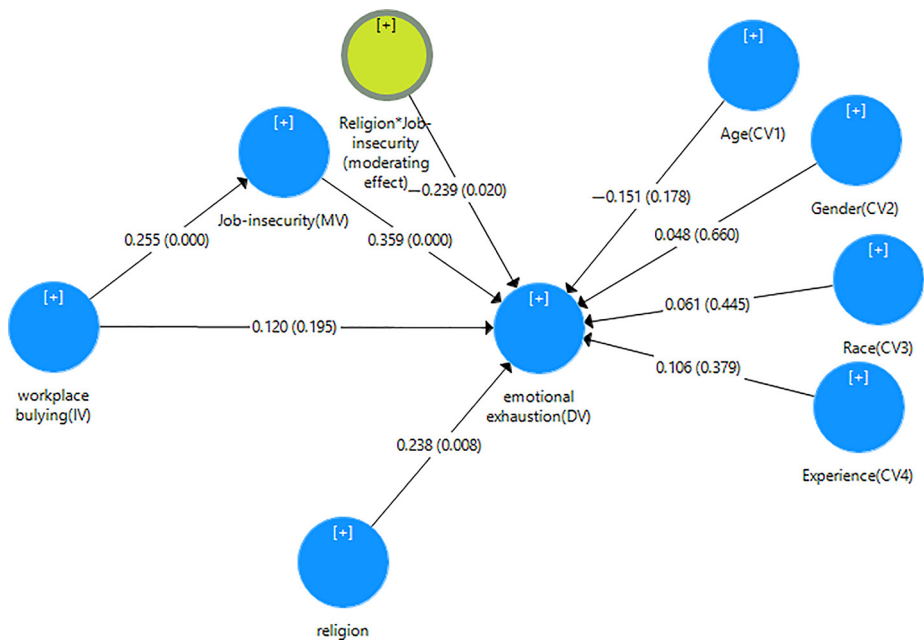 [+]
Religion*Job-
insecurity
(moderating
effect)
[+]
Age(CV1)
[+]
Job-insecurity(MV)
[+]
Gender(CV2)
—0.239 (0.020)
—0.151 (0.178)
0.255 (0.000)
0.359 (0.000)
0.048 (0.660)
[+]
Race(CV3)
[+]
workplace
bulying(IV)
0.120 (0.195)
[+]
emotional
exhaustion(DV)
0.061 (0.445)
0.106 (0.379)
[+]
Experience(CV4)
0.238 (0.008)
[+]
religion